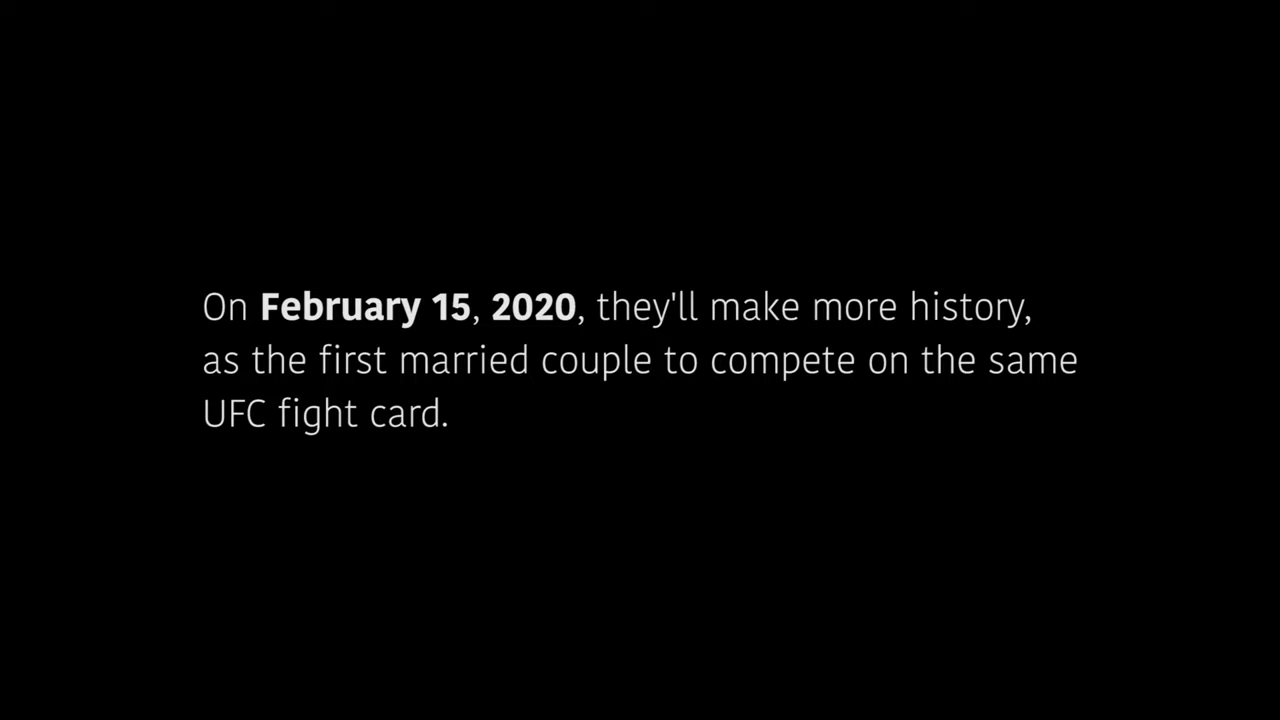 On February 15, 2020, they'll make more history,
as the first married couple to compete on the same
UFC fight card.